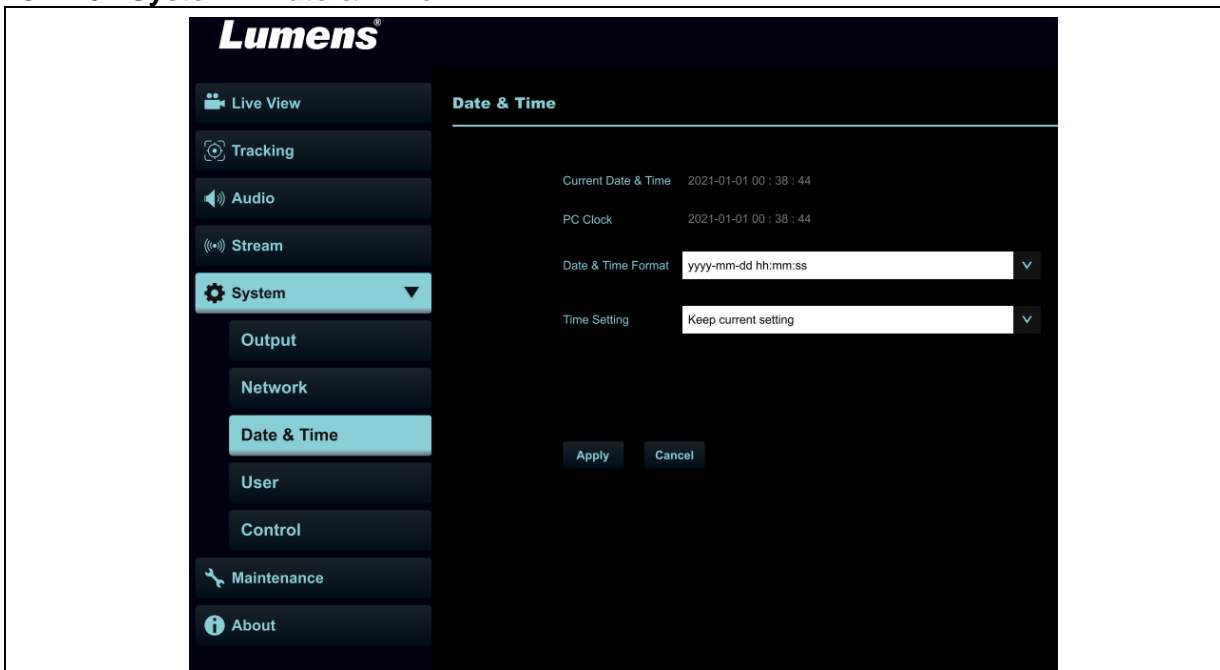 Lumens®
Live View
Tracking
Audio
Stream
System
Output
Network
Date & Time
User
Control
Maintenance
About
Date & Time
Current Date & Time 2021-01-01 00 : 38 : 44
PC Clock 2021-01-01 00 : 38 : 44
Date & Time Format yyyy-mm-dd hh:mm:ss
Time Setting Keep current setting
Apply Cancel